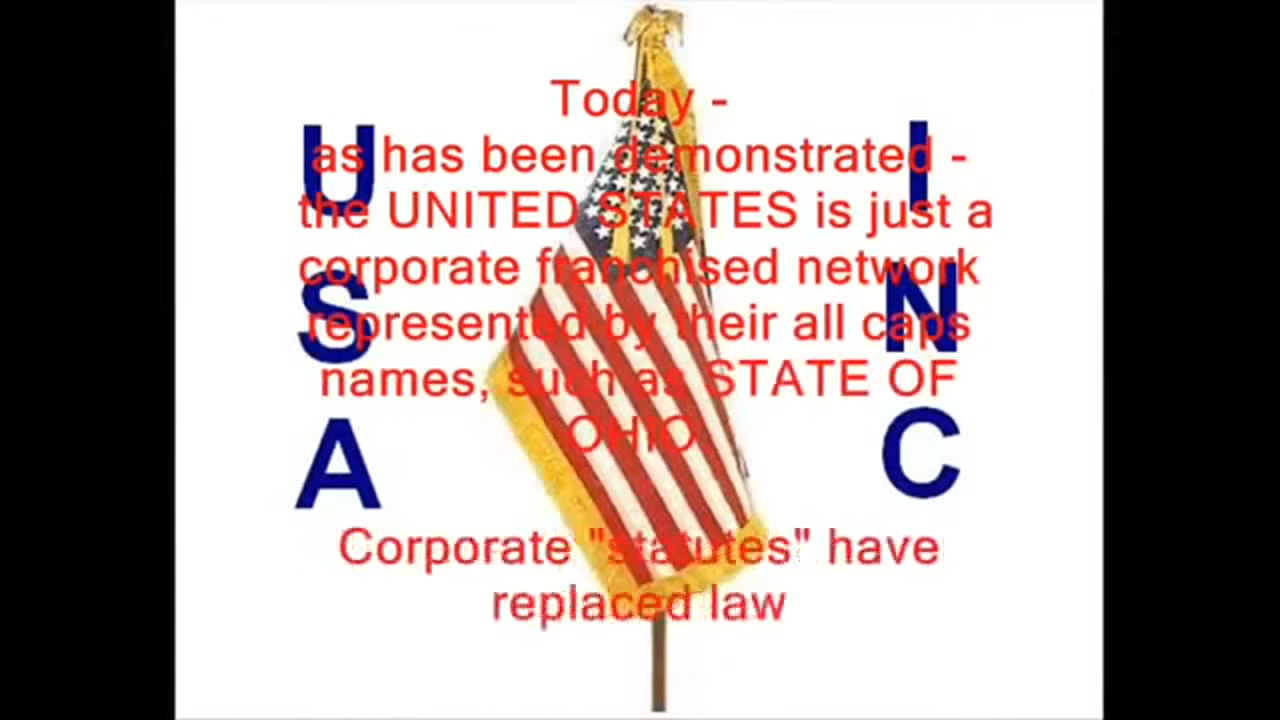 Today -
as has been demonstrated -
the UNITED STATES is just a
corporate franchised network
represented by their all caps
names, such as STATE OF
OHIO
Corporate "statutes" have
replaced law
U
S
A
I
N
C